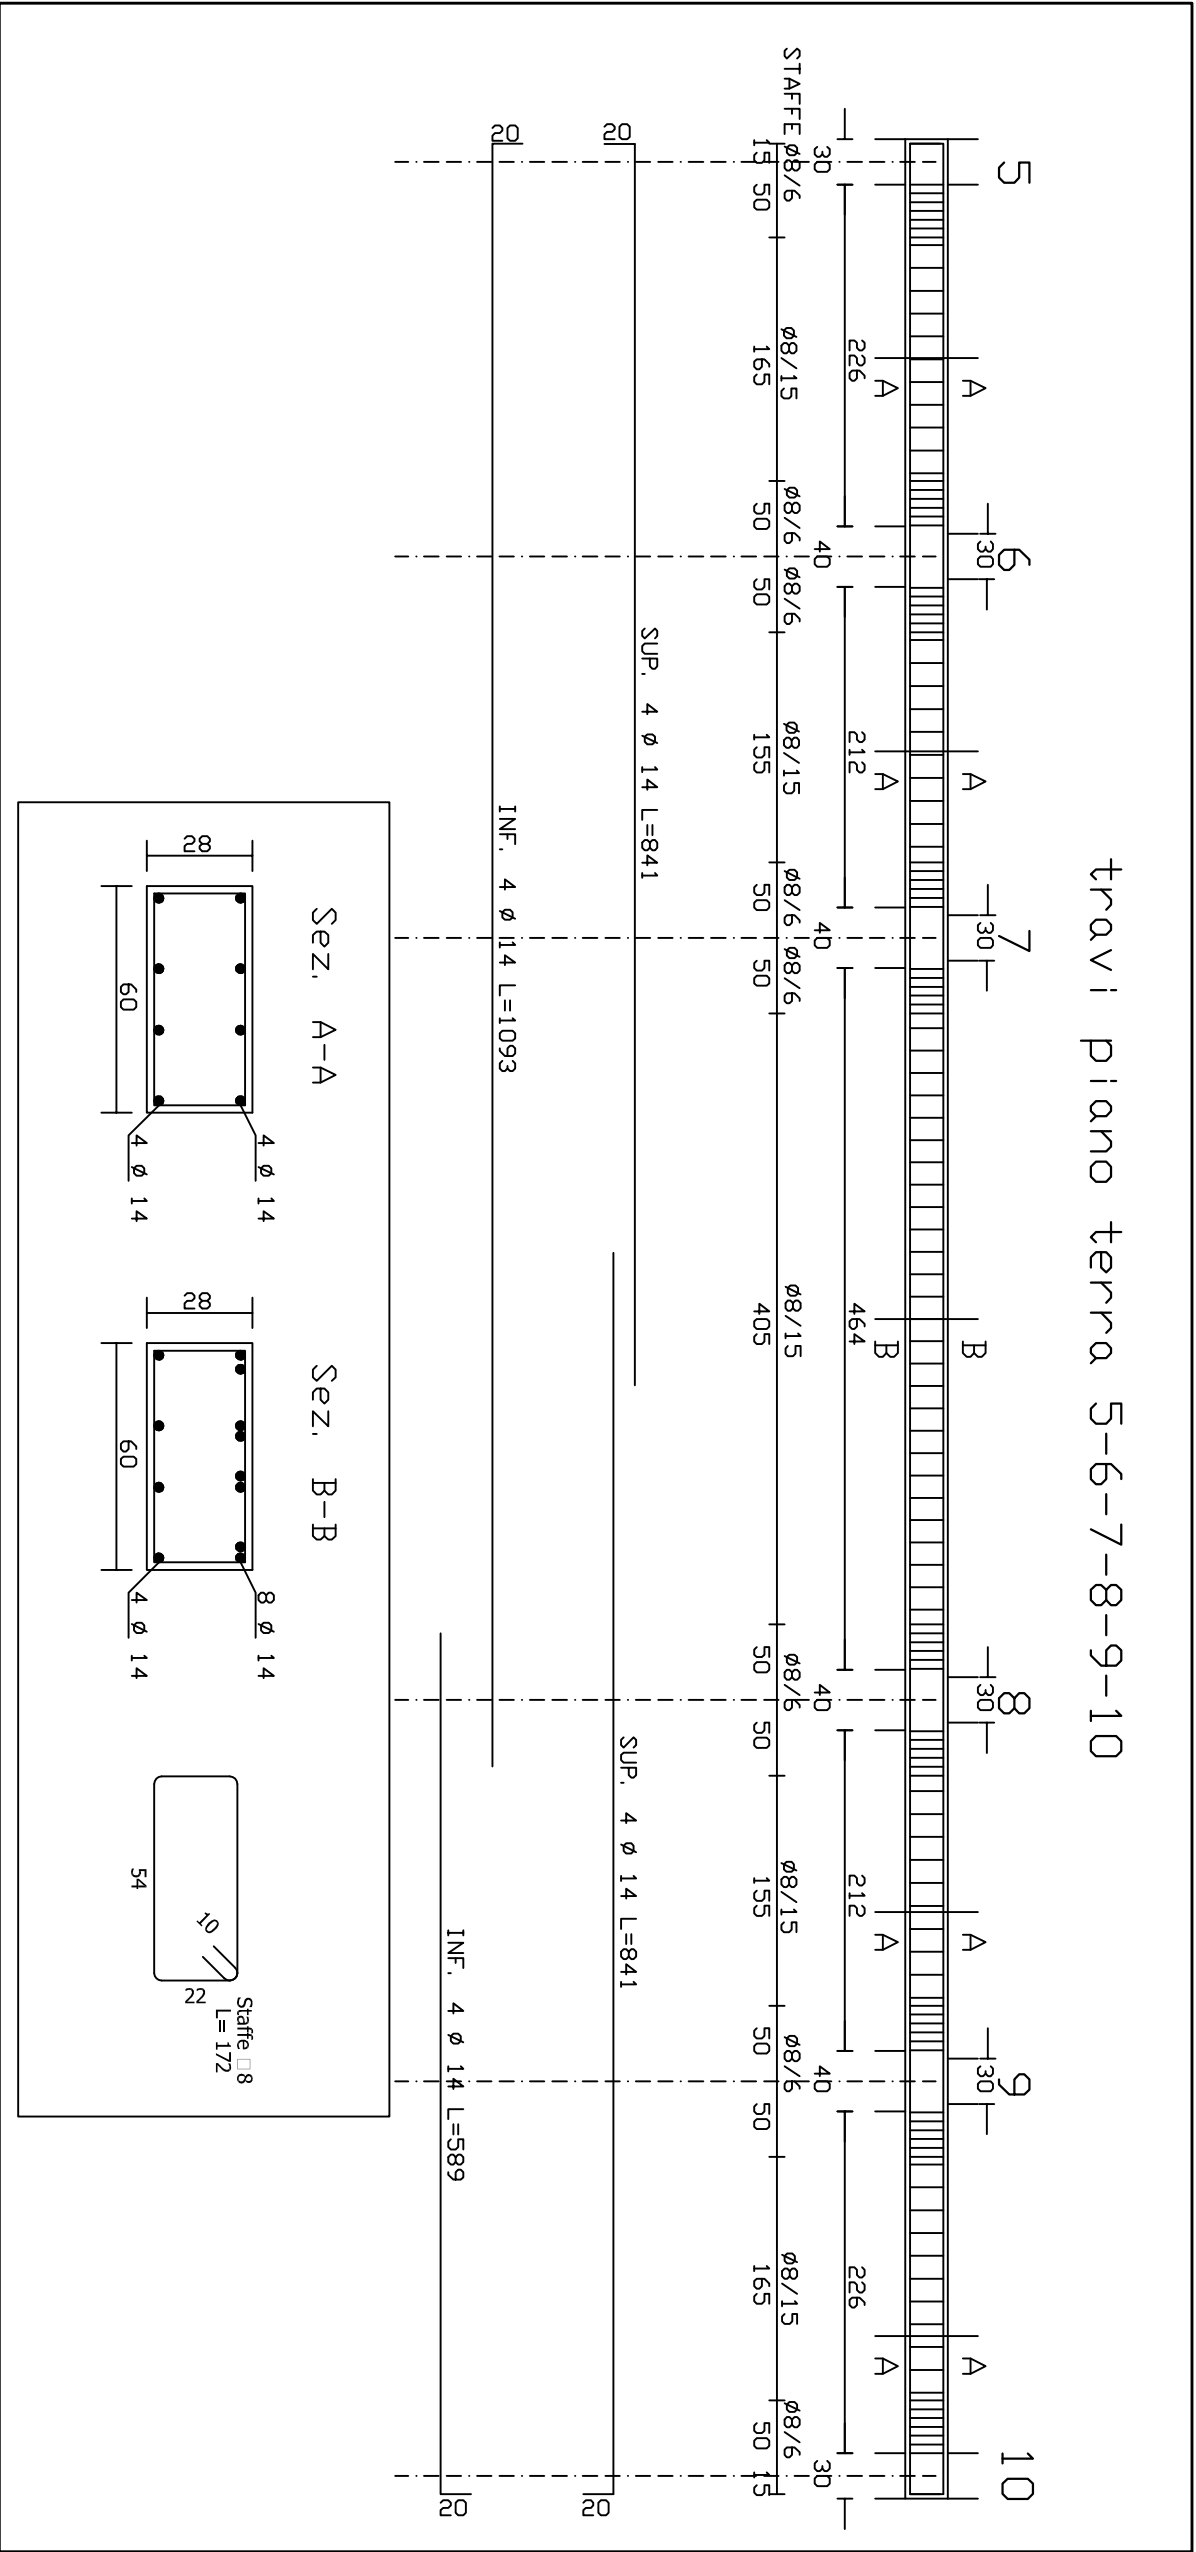 travi piano terra 5-6-7-8-9-10
5 6 7 8 9 10
30 30 30 30
A A B A A
A A B A A
226 212 464 212 226
30 40 40 40 40 30
STAFFE ø8/6 ø8/15 ø8/6 ø8/6 ø8/15 ø8/6 ø8/6 ø8/15 ø8/6 ø8/15 ø8/6 ø8/15 ø8/6
15 50 165 50 50 155 50 50 405 50 50 155 50 50 165 50 15
20 SUP. 4 ø 14 L=841
SUP. 4 ø 14 L=841 20
20 INF. 4 ø 14 L=1093
INF. 4 ø 14 L=589 20
Sez. A-A
28
60
4 ø 14
4 ø 14
Sez. B-B
28
60
8 ø 14
4 ø 14
Staffe □8
L= 172
10
22
54